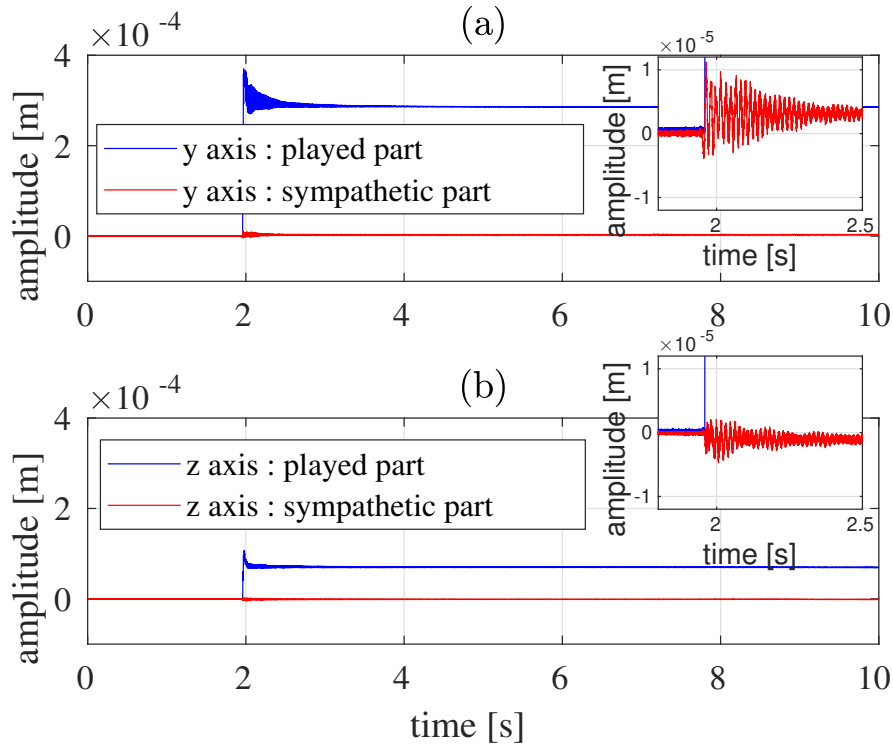 (a)
×10 -4
4
2
0
amplitude [m]
y axis : played part
y axis : sympathetic part
0 2 4 6 8 10
×10 -5
1
0
-1
amplitude [m]
2 2.5
time [s]
(b)
×10 -4
4
2
0
amplitude [m]
z axis : played part
z axis : sympathetic part
0 2 4 6 8 10
time [s]
×10 -5
1
0
-1
amplitude [m]
2 2.5
time [s]